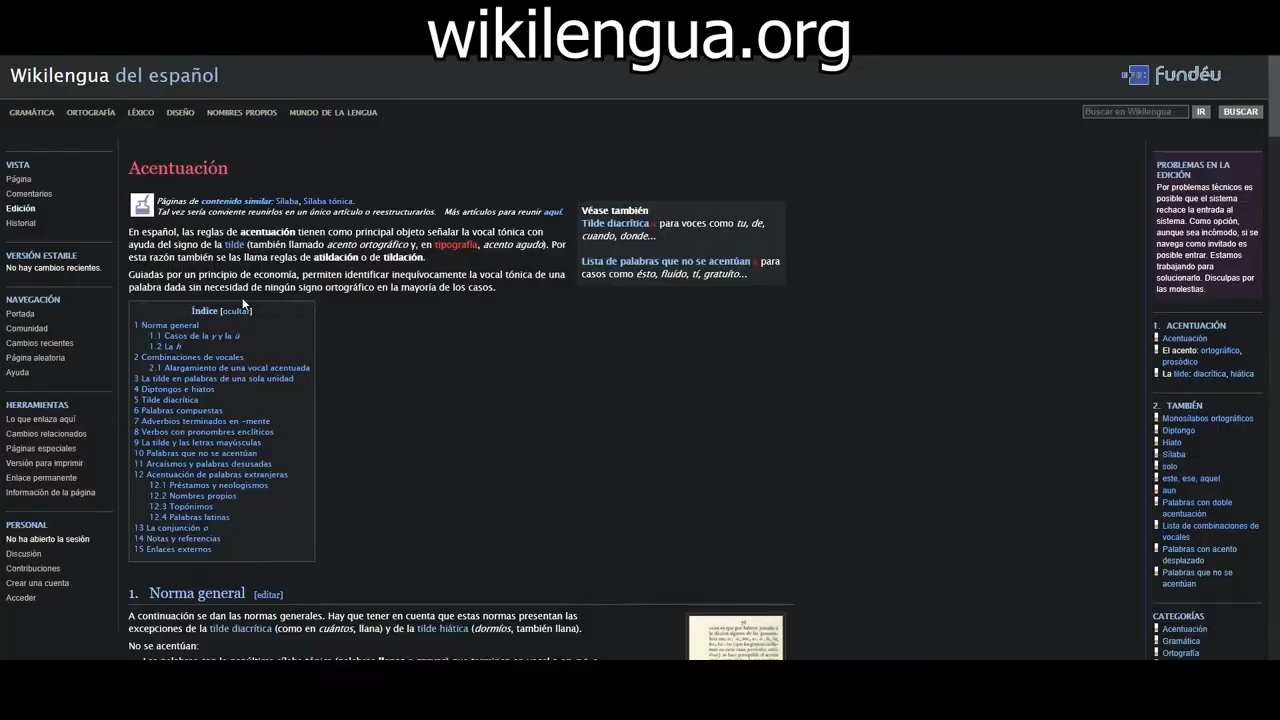 wikilengua.org
Wikilengua del español
fundéu
GRAMÁTICA ORTOGRAFÍA LÉXICO DISEÑO NOMBRES PROPIOS MUNDO DE LA LENGUA
Buscar en Wikilengua IR BUSCAR
VISTA
Página
Comentarios
Edición
Historial
VERSIÓN ESTABLE
No hay cambios recientes.
NAVEGACIÓN
Portada
Comunidad
Cambios recientes
Página aleatoria
Ayuda
HERRAMIENTAS
Lo que enlaza aquí
Cambios relacionados
Páginas especiales
Versión para imprimir
Enlace permanente
Información de la página
PERSONAL
No ha abierto la sesión
Discusión
Contribuciones
Crear una cuenta
Acceder
Acentuación
Páginas de contenido similar: Sílaba, Sílaba tónica.
Tal vez sería conveniente reunirlos en un único artículo o reestructurarlos. Más artículos para reunir aquí.
En español, las reglas de acentuación tienen como principal objeto señalar la vocal tónica con
ayuda del signo de la tilde (también llamado acento ortográfico y, en tipografía, acento agudo). Por
esta razón también se las llama reglas de atildación o de tildación.
Guiadas por un principio de economía, permiten identificar inequívocamente la vocal tónica de una
palabra dada sin necesidad de ningún signo ortográfico en la mayoría de los casos.
Véase también
Tilde diacrítica para voces como tu, de,
cuando, donde...
Lista de palabras que no se acentúan para
casos como ésto, fluído, tí, gratuíto...
Índice [ocultar]
1 Norma general
1.1 Casos de la y y la ü
1.2 La h
2 Combinaciones de vocales
2.1 Alargamiento de una vocal acentuada
3 La tilde en palabras de una sola unidad
4 Diptongos e hiatos
5 Tilde diacrítica
6 Palabras compuestas
7 Adverbios terminados en -mente
8 Verbos con pronombres enclíticos
9 La tilde y las letras mayúsculas
10 Palabras que no se acentúan
11 Arcaísmos y palabras desusadas
12 Acentuación de palabras extranjeras
12.1 Préstamos y neologismos
12.2 Nombres propios
12.3 Topónimos
12.4 Palabras latinas
13 La conjunción o
14 Notas y referencias
15 Enlaces externos
1. Norma general [editar]
A continuación se dan las normas generales. Hay que tener en cuenta que estas normas presentan las
excepciones de la tilde diacrítica (como en cuántos, llana) y de la tilde hiática (dormíos, también llana).
No se acentúan:
PROBLEMAS EN LA
EDICIÓN
Por problemas técnicos es
posible que el sistema
rechace la entrada al
sistema. Como opción,
aunque sea incómodo, si se
navega como invitado es
posible entrar. Estamos
trabajando para
solucionarlo. Disculpas por
las molestias.
1. ACENTUACIÓN
Acentuación
El acento: ortográfico,
prosódico
La tilde: diacrítica, hiática
2. TAMBIÉN
Monosílabos ortográficos
Diptongo
Hiato
Sílaba
solo
este, ese, aquel
aun
Palabras con doble
acentuación
Lista de combinaciones de
vocales
Palabras con acento
desplazado
Palabras que no se
acentúan
CATEGORÍAS
Acentuación
Gramática
Ortografía